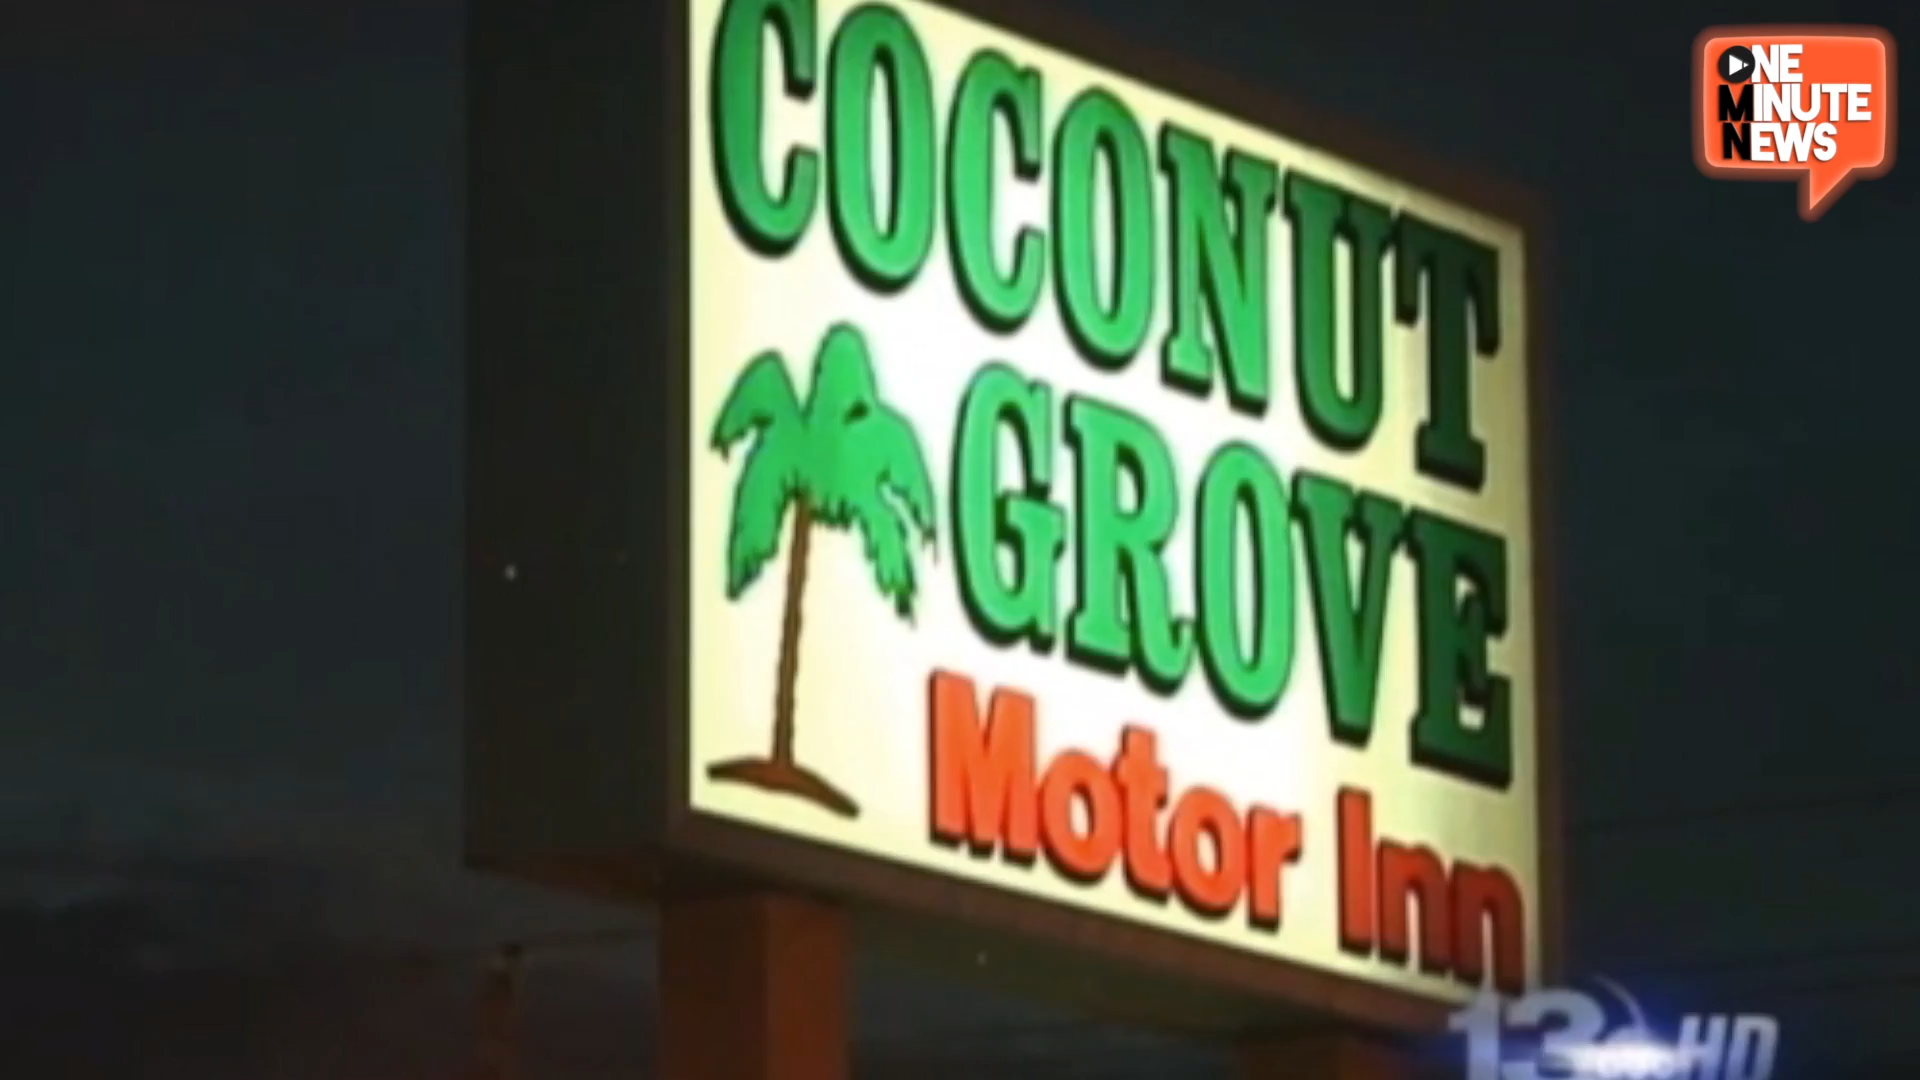 ONE
MINUTE
NEWS
COCONUT
GROVE
Motor Inn
13 HD